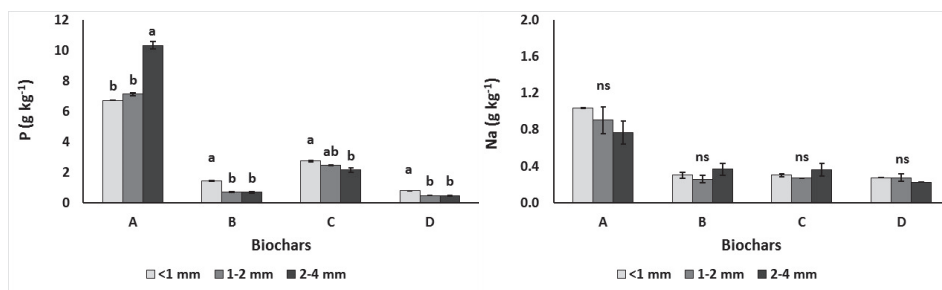 P (g kg⁻¹)
12
10
8
6
4
2
0
b b a
a b b
a ab b
a b b
A B C D
Biochars
<1 mm 1-2 mm 2-4 mm
Na (g kg⁻¹)
2.0
1.6
1.2
0.8
0.4
0.0
ns ns ns ns
A B C D
Biochars
<1 mm 1-2 mm 2-4 mm